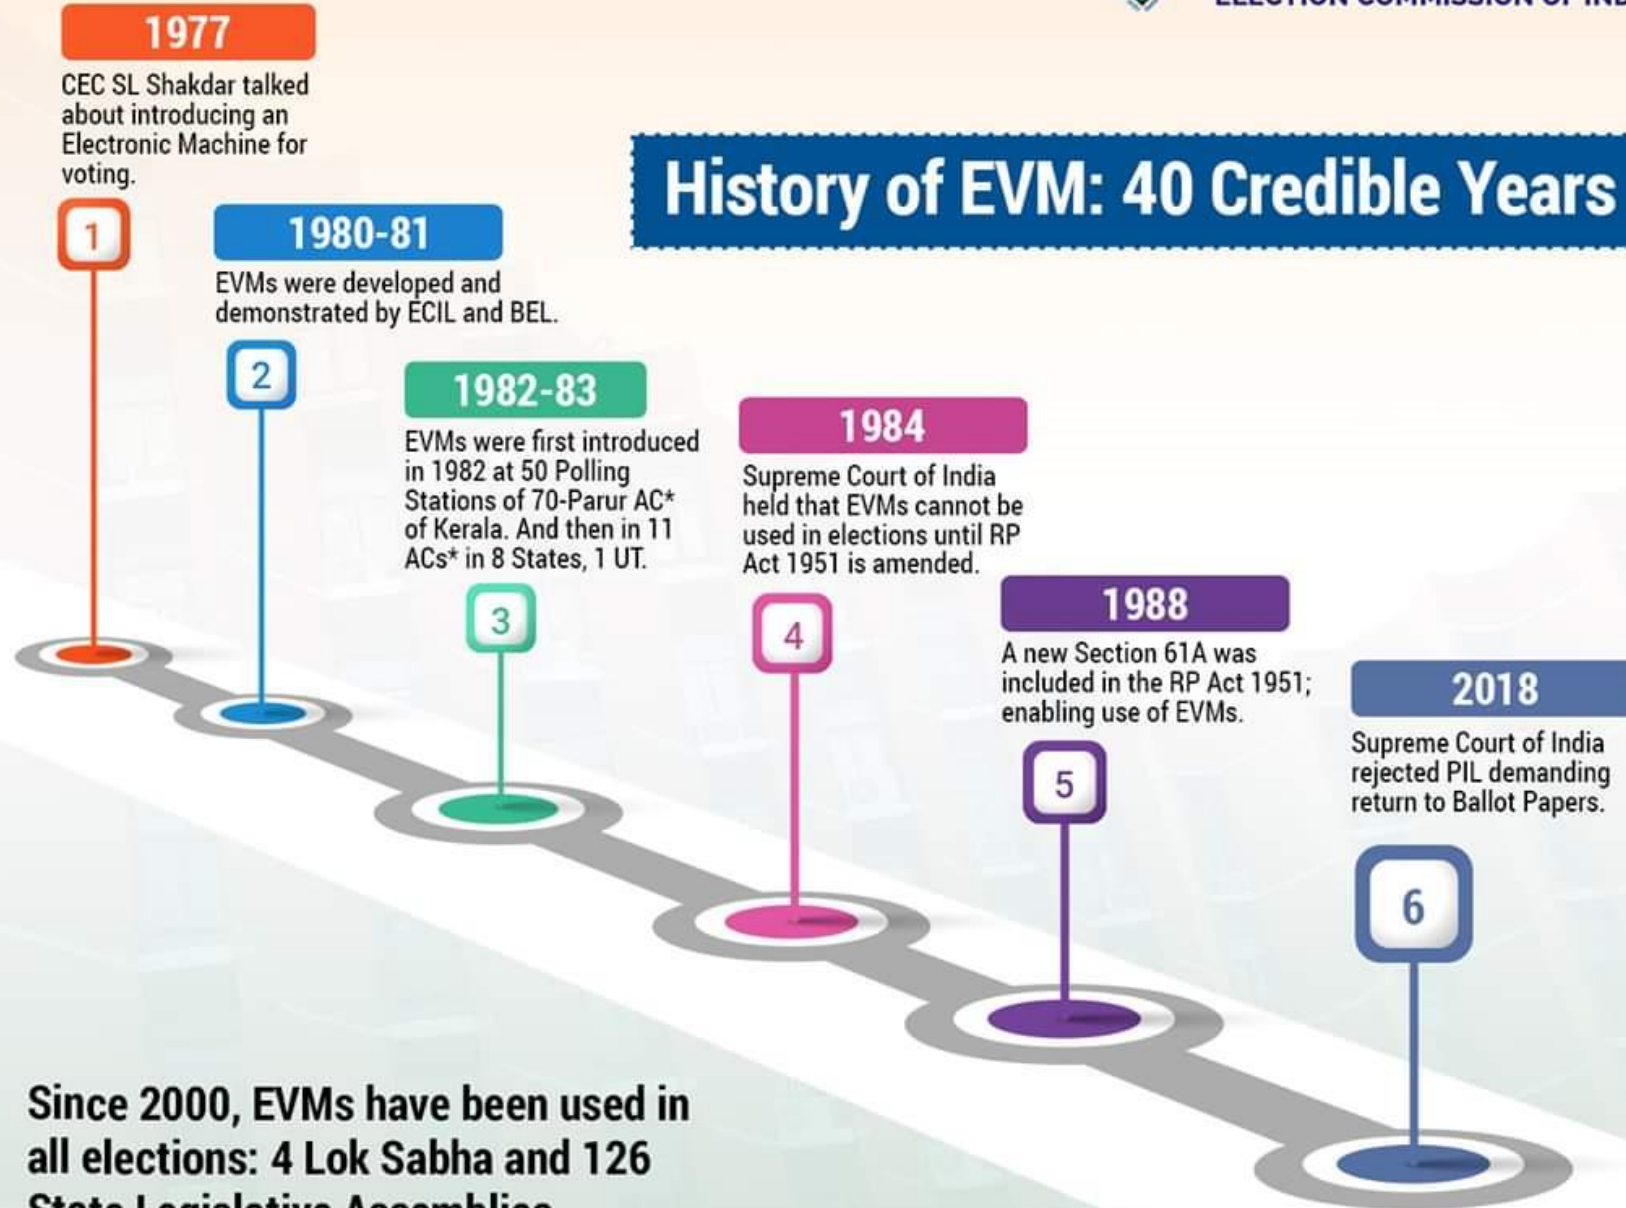 ELECTION COMMISSION OF
1977
CEC SL Shakdar talked
about introducing an
Electronic Machine for
voting.
History of EVM: 40 Credible Years
1
1980-81
EVMs were developed and
demonstrated by ECIL and BEL.
2
1982-83
EVMs were first introduced
in 1982 at 50 Polling
Stations of 70-Parur AC*
of Kerala. And then in 11
ACs* in 8 States, 1 UT.
3
1984
Supreme Court of India
held that EVMs cannot be
used in elections until RP
Act 1951 is amended.
4
1988
A new Section 61A was
included in the RP Act 1951;
enabling use of EVMs.
5
2018
Supreme Court of India
rejected PIL demanding
return to Ballot Papers.
6
Since 2000, EVMs have been used in
all elections: 4 Lok Sabha and 126
State Legislative Assemblies